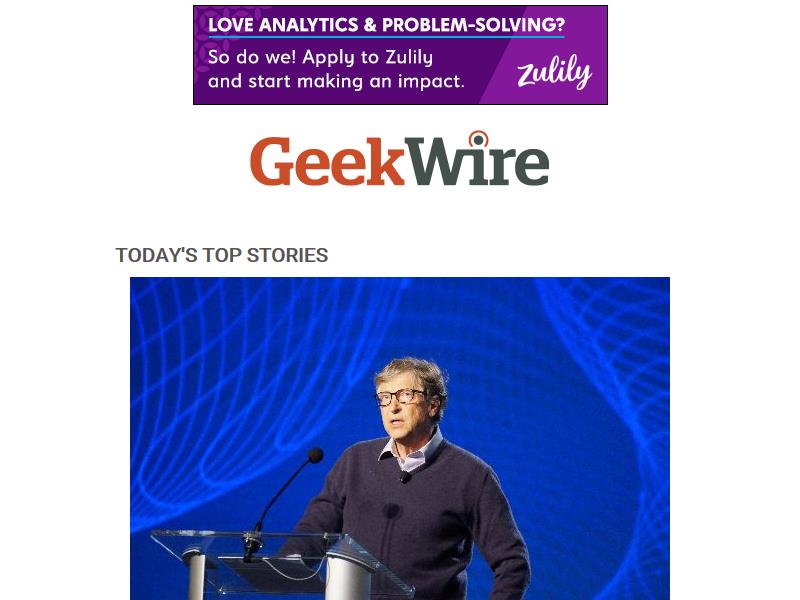 LOVE ANALYTICS & PROBLEM-SOLVING?
So do we! Apply to Zulily
and start making an impact.
zulily
GeekWire
TODAY'S TOP STORIES